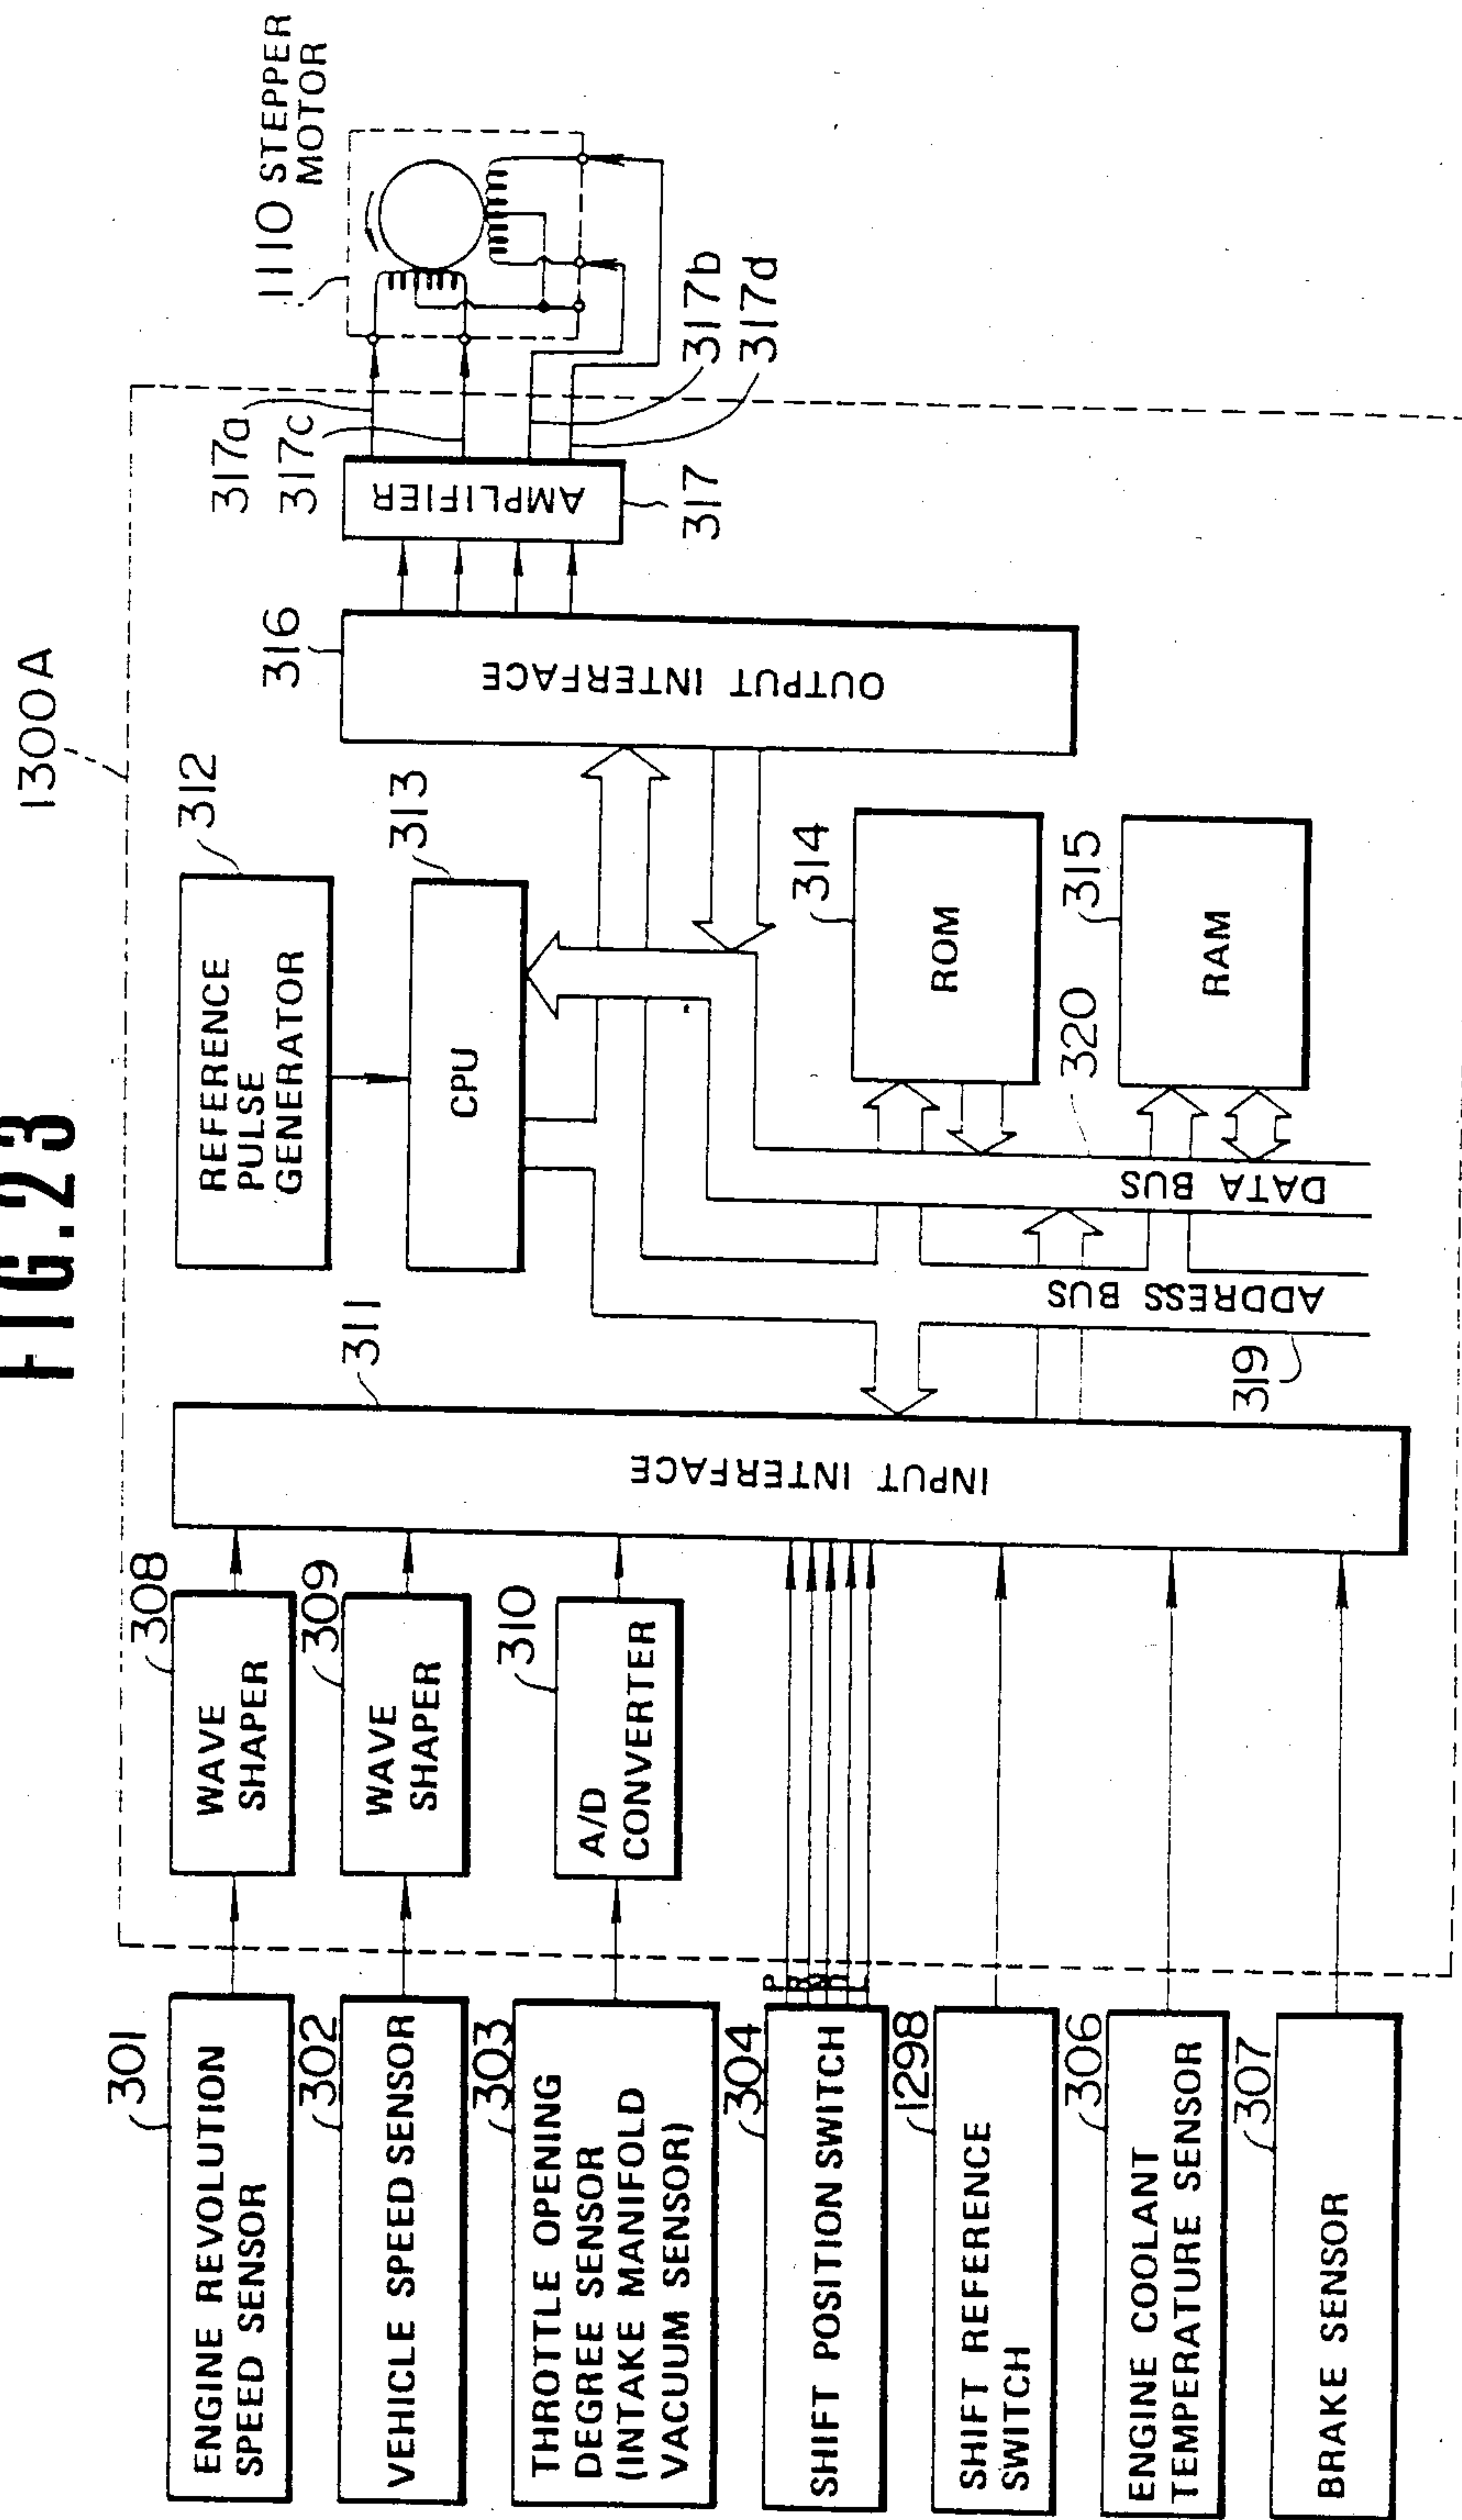 FIG.23
1300A
301
ENGINE REVOLUTION
SPEED SENSOR
302
VEHICLE SPEED SENSOR
303
THROTTLE OPENING
DEGREE SENSOR
(INTAKE MANIFOLD
VACUUM SENSOR)
304
SHIFT POSITION SWITCH
P
R
N
D
L
1298
SHIFT REFERENCE
SWITCH
306
ENGINE COOLANT
TEMPERATURE SENSOR
307
BRAKE SENSOR
308
WAVE
SHAPER
309
WAVE
SHAPER
310
A/D
CONVERTER
311
INPUT INTERFACE
312
REFERENCE
PULSE
GENERATOR
313
CPU
319
ADDRESS BUS
DATA BUS
320
314
ROM
315
RAM
316
OUTPUT INTERFACE
317
AMPLIFIER
317a
317c
317b
317d
1110 STEPPER
MOTOR